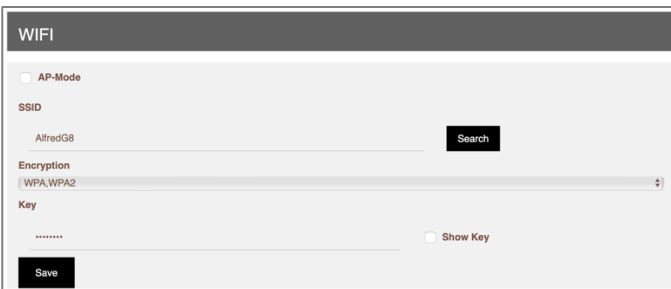 WIFI
AP-Mode
SSID
AlfredG8
Search
Encryption
WPA,WPA2
Key
········
Show Key
Save